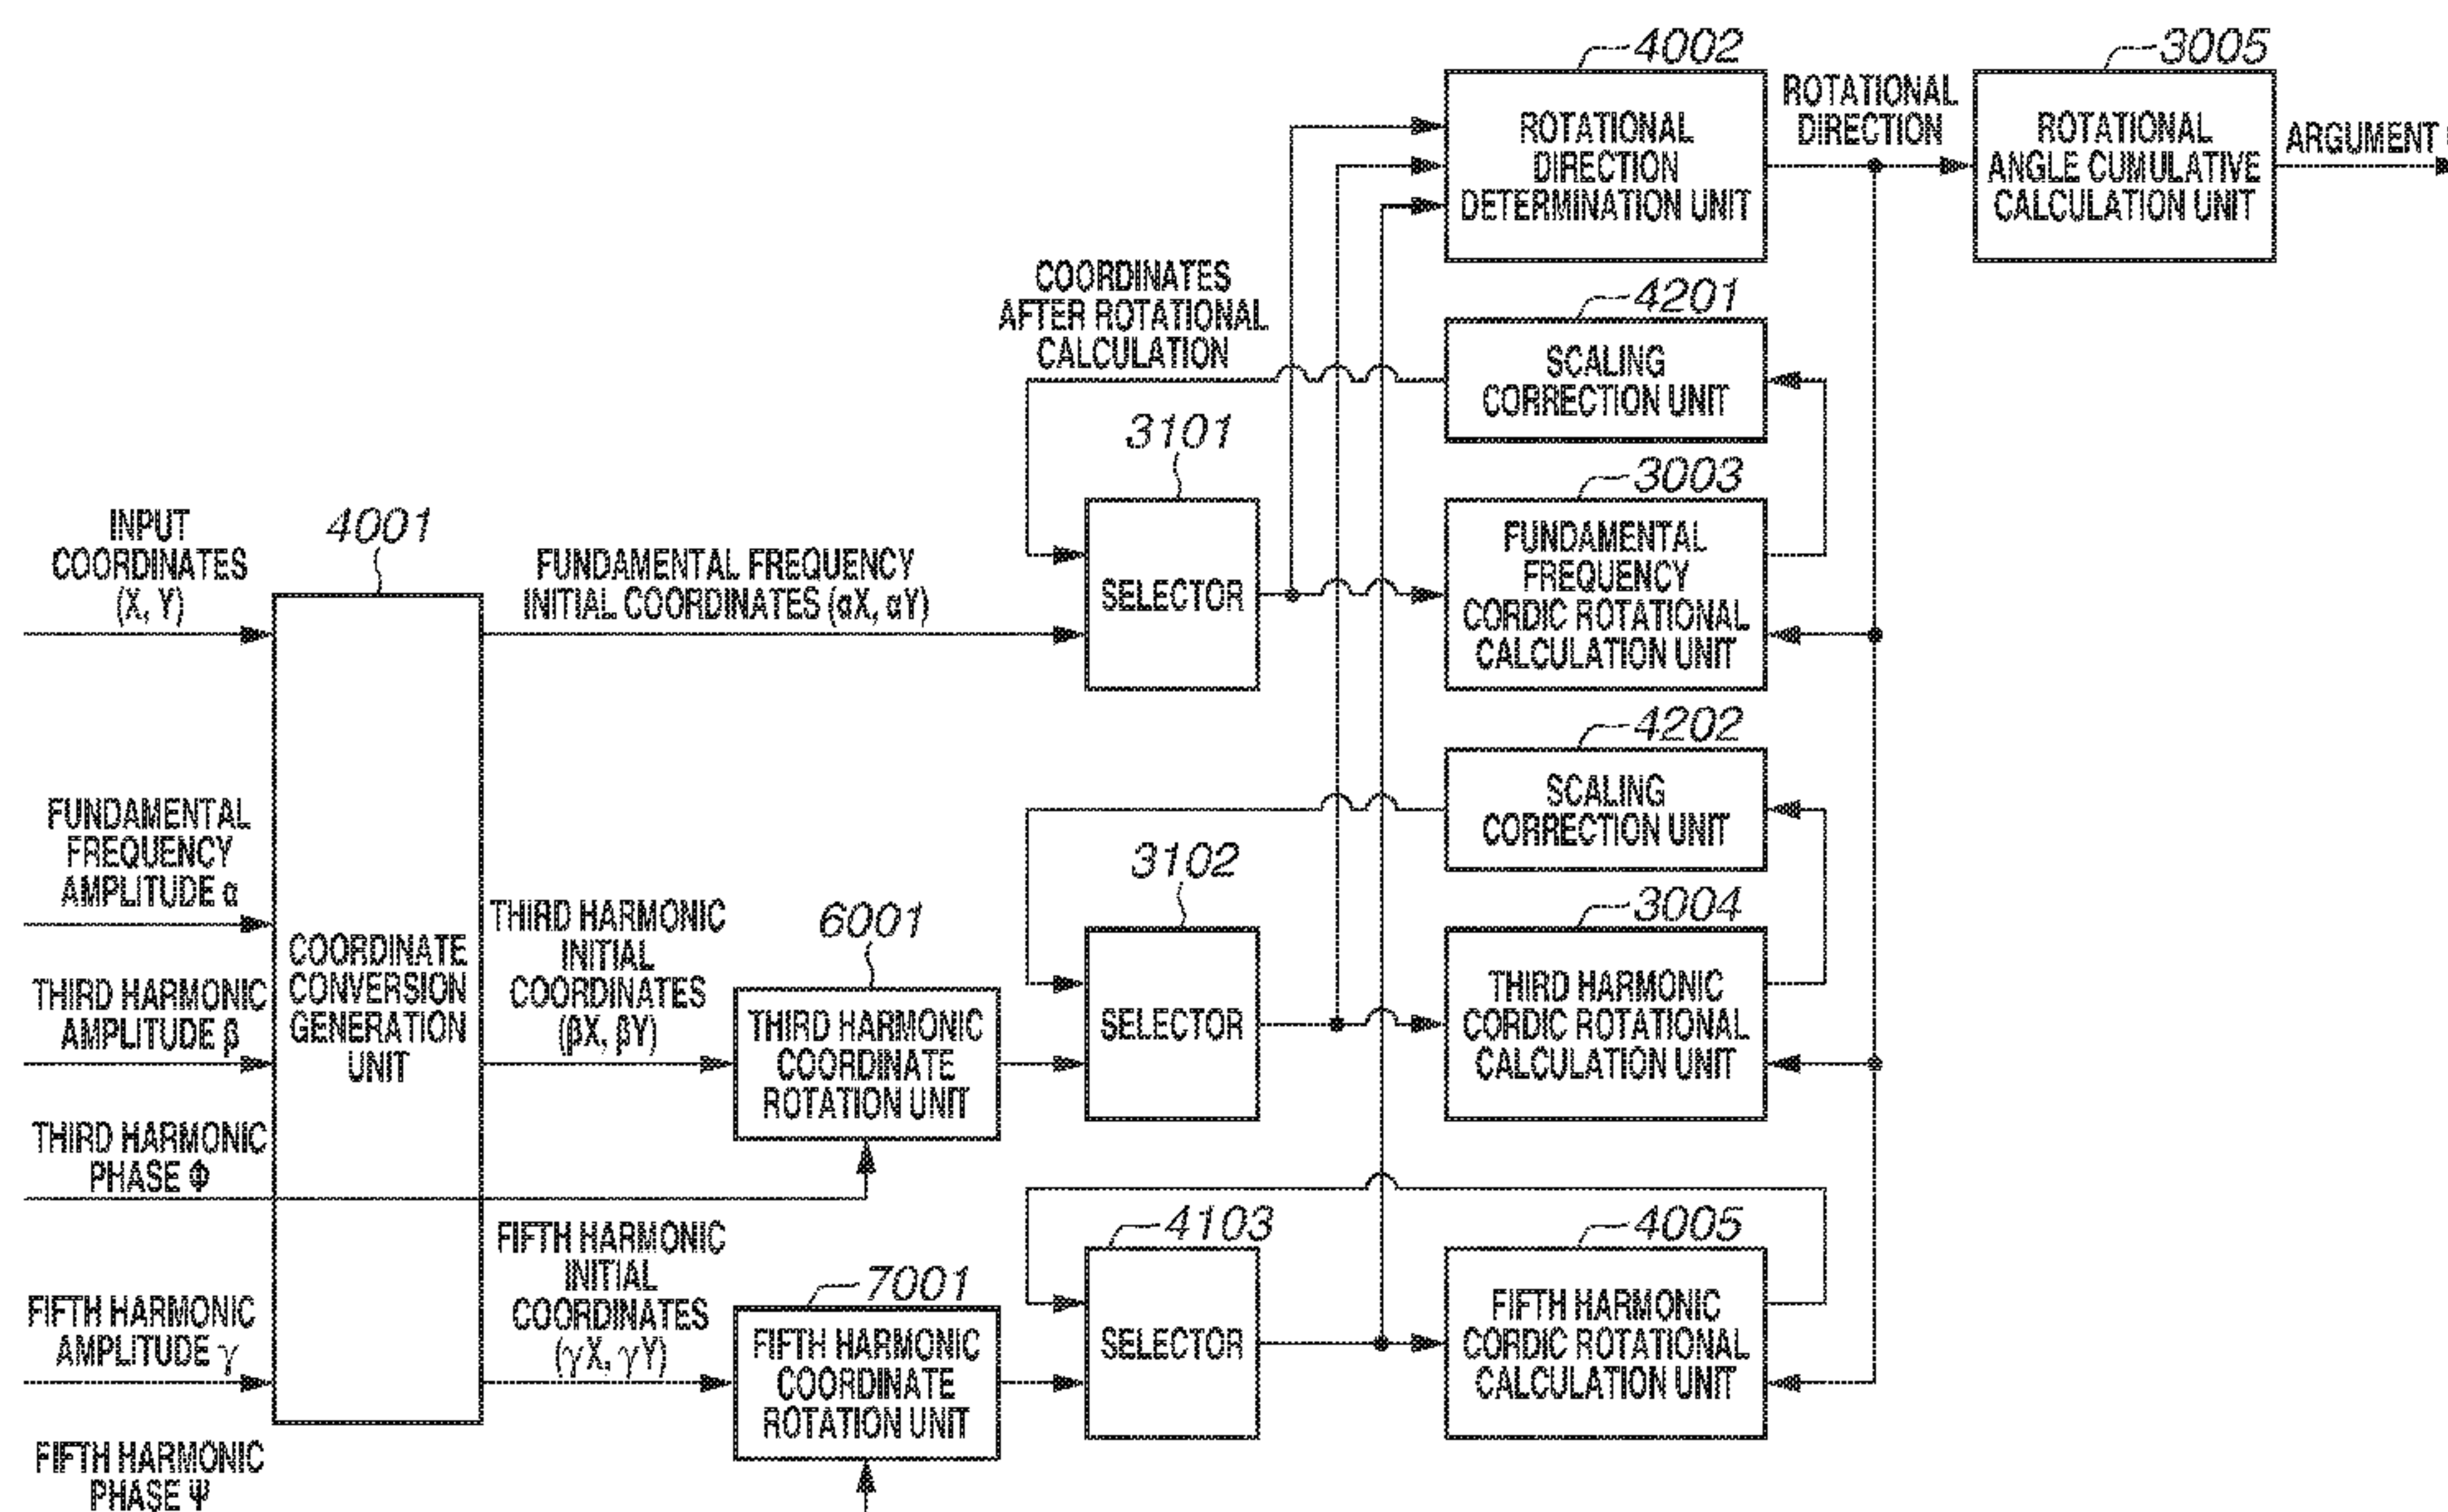 4002
3005
ROTATIONAL
DIRECTION
DETERMINATION UNIT
ROTATIONAL
DIRECTION
ROTATIONAL
ANGLE CUMULATIVE
CALCULATION UNIT
ARGUMENT
COORDINATES
AFTER ROTATIONAL
CALCULATION
4201
SCALING
CORRECTION UNIT
3101
SELECTOR
3003
FUNDAMENTAL
FREQUENCY
CORDIC ROTATIONAL
CALCULATION UNIT
INPUT
COORDINATES
(X, Y)
4001
FUNDAMENTAL FREQUENCY
INITIAL COORDINATES (αX, αY)
4202
SCALING
CORRECTION UNIT
FUNDAMENTAL
FREQUENCY
AMPLITUDE α
THIRD HARMONIC
AMPLITUDE β
THIRD HARMONIC
PHASE Φ
COORDINATE
CONVERSION
GENERATION
UNIT
THIRD HARMONIC
INITIAL
COORDINATES
(βX, βY)
6001
THIRD HARMONIC
COORDINATE
ROTATION UNIT
3102
SELECTOR
3004
THIRD HARMONIC
CORDIC ROTATIONAL
CALCULATION UNIT
FIFTH HARMONIC
AMPLITUDE γ
FIFTH HARMONIC
PHASE Ψ
FIFTH HARMONIC
INITIAL
COORDINATES
(γX, γY)
7001
FIFTH HARMONIC
COORDINATE
ROTATION UNIT
4103
SELECTOR
4005
FIFTH HARMONIC
CORDIC ROTATIONAL
CALCULATION UNIT